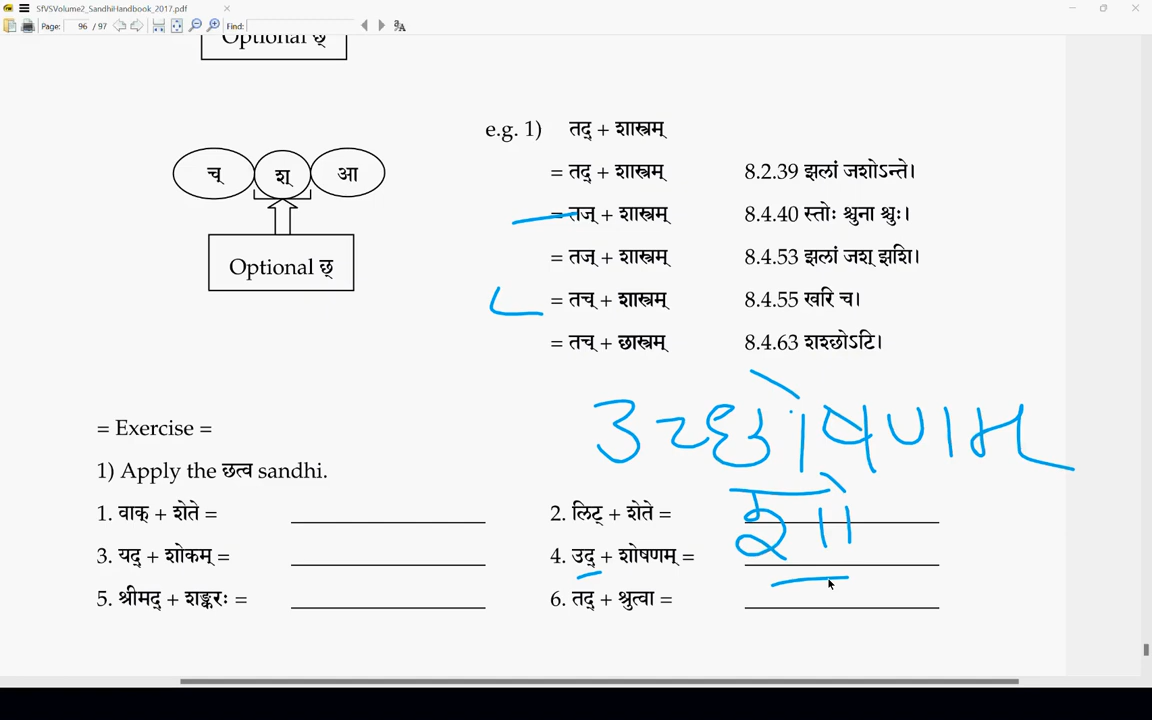 SfVSVolume2_SandhiHandbook_2017.pdf
Page: 96 / 97 Find:
Optional छ्
e.g. 1) तद् + शास्त्रम्
= तद् + शास्त्रम् 8.2.39 झलां जशोऽन्ते।
च् श् आ
= तज् + शास्त्रम् 8.4.40 स्तोः श्चुना श्चुः।
Optional छ्
= तज् + शास्त्रम् 8.4.53 झलां जश् झशि।
= तच् + शास्त्रम् 8.4.55 खरि च।
= तच् + छास्त्रम् 8.4.63 शश्छोऽटि।
उच्छोषणम्
= Exercise =
1) Apply the छत्व sandhi.
शो
1. वाक् + शेते = 2. लिट् + शेते =
3. यद् + शोकम् = 4. उद् + शोषणम् =
5. श्रीमद् + शङ्करः = 6. तद् + श्रुत्वा =